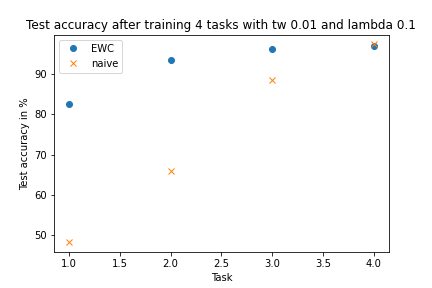 Test accuracy after training 4 tasks with tw 0.01 and lambda 0.1
EWC
naive
Test accuracy in %
90
80
70
60
50
1.0 1.5 2.0 2.5 3.0 3.5 4.0
Task